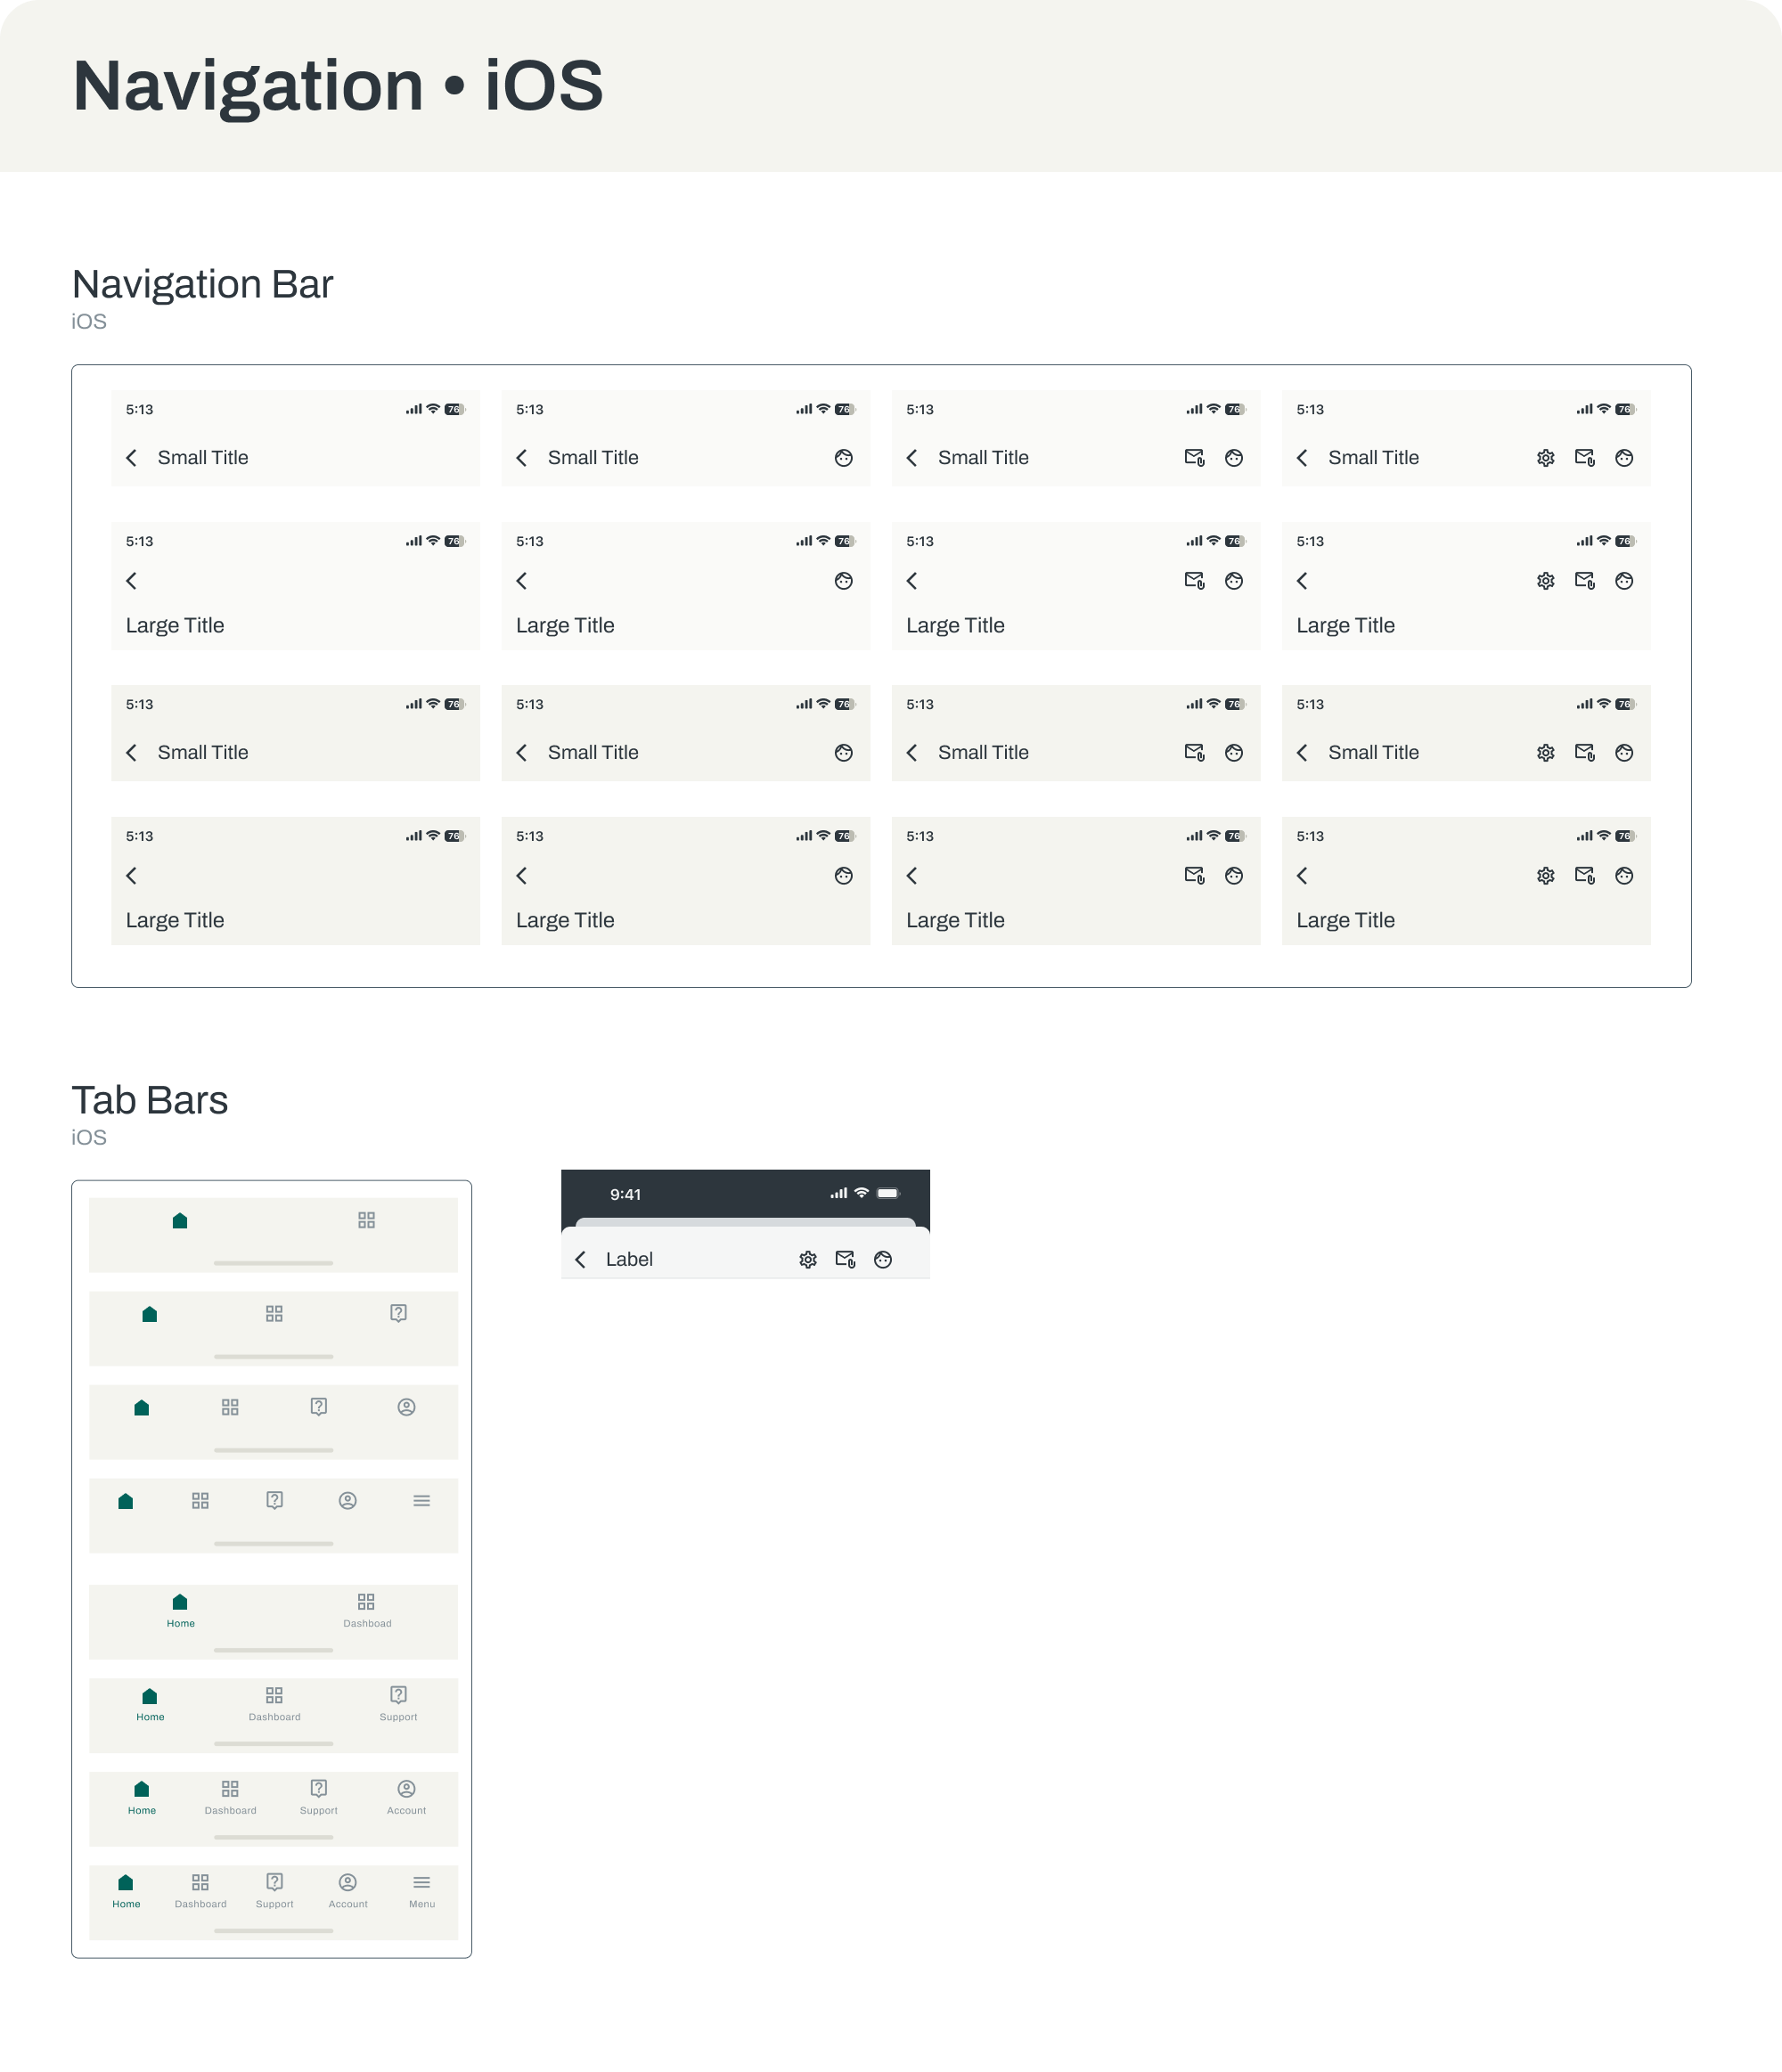 Navigation • iOS
Navigation Bar
iOS
5:13 76 5:13 76 5:13 76 5:13 76
Small Title Small Title Small Title Small Title
5:13 76 5:13 76 5:13 76 5:13 76
Large Title Large Title Large Title Large Title
5:13 76 5:13 76 5:13 76 5:13 76
Small Title Small Title Small Title Small Title
5:13 76 5:13 76 5:13 76 5:13 76
Large Title Large Title Large Title Large Title
Tab Bars
iOS
9:41
Label
Home Dashboad
Home Dashboard Support
Home Dashboard Support Account
Home Dashboard Support Account Menu